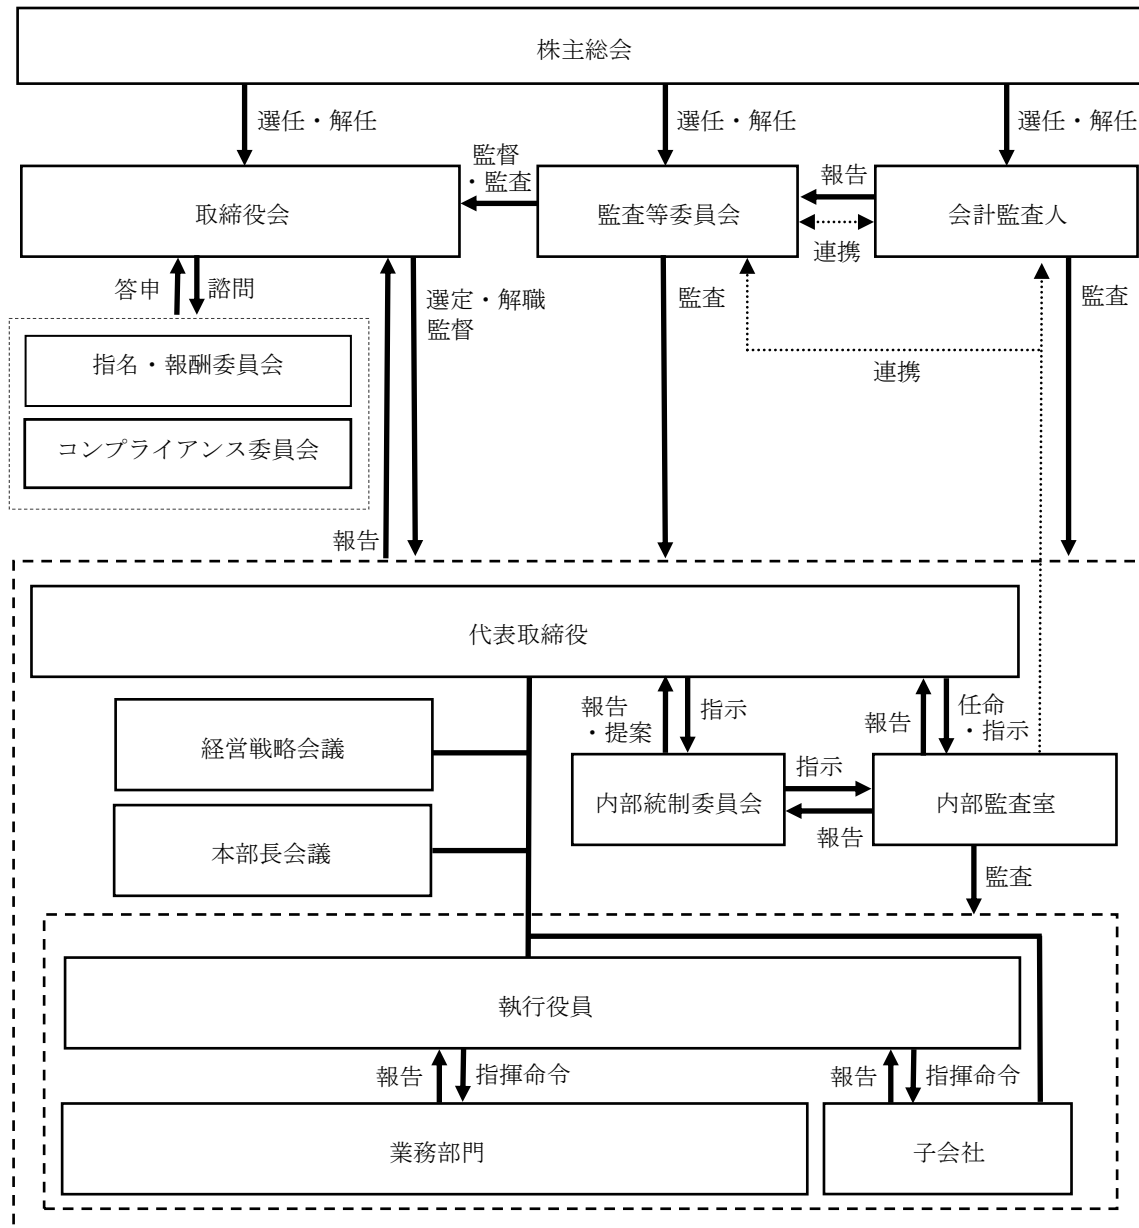 株主総会
選任・解任
選任・解任
選任・解任
監督
・監査
報告
取締役会
監査等委員会
会計監査人
連携
答申
諮問
選定・解職
監督
監査
監査
指名・報酬委員会
連携
コンプライアンス委員会
報告
代表取締役
報告
・提案
指示
報告
任命
・指示
経営戦略会議
指示
内部統制委員会
内部監査室
報告
本部長会議
監査
執行役員
報告
指揮命令
報告
指揮命令
業務部門
子会社